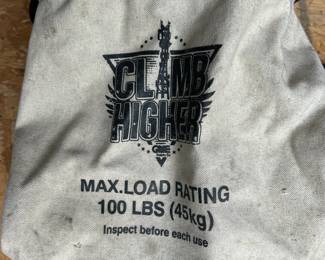 CLIMB
HIGHER
MAX.LOAD RATING
100 LBS (45kg)
Inspect before each use